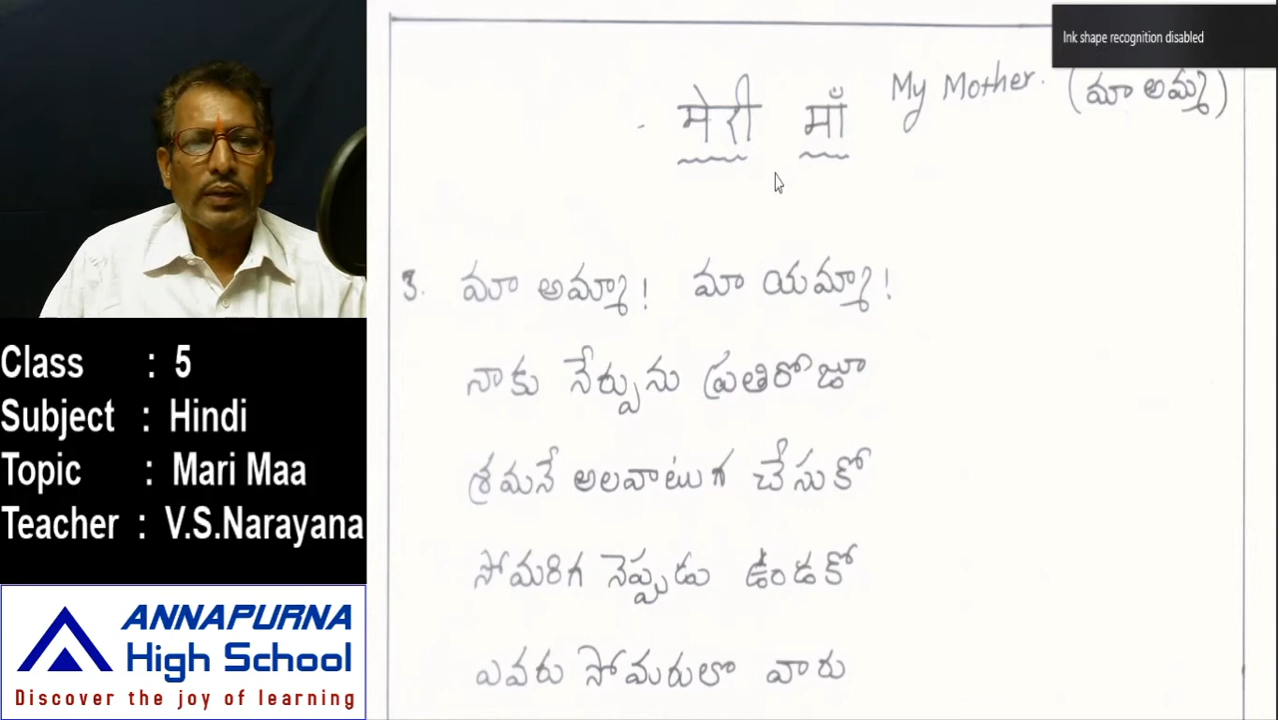 Ink shape recognition disabled
मेरी माँ My Mother. (మా అమ్మ)
3. మా అమ్మా! మా యమ్మా!
నాకు నేర్పును ప్రతిరోజూ
శ్రమనే అలవాటుగ చేసుకో
సోమరిగ నెప్పుడు ఉండకో
ఎవరు సోమరులొ వారు
Class : 5
Subject : Hindi
Topic : Mari Maa
Teacher : V.S.Narayana
ANNAPURNA
High School
Discover the joy of learning